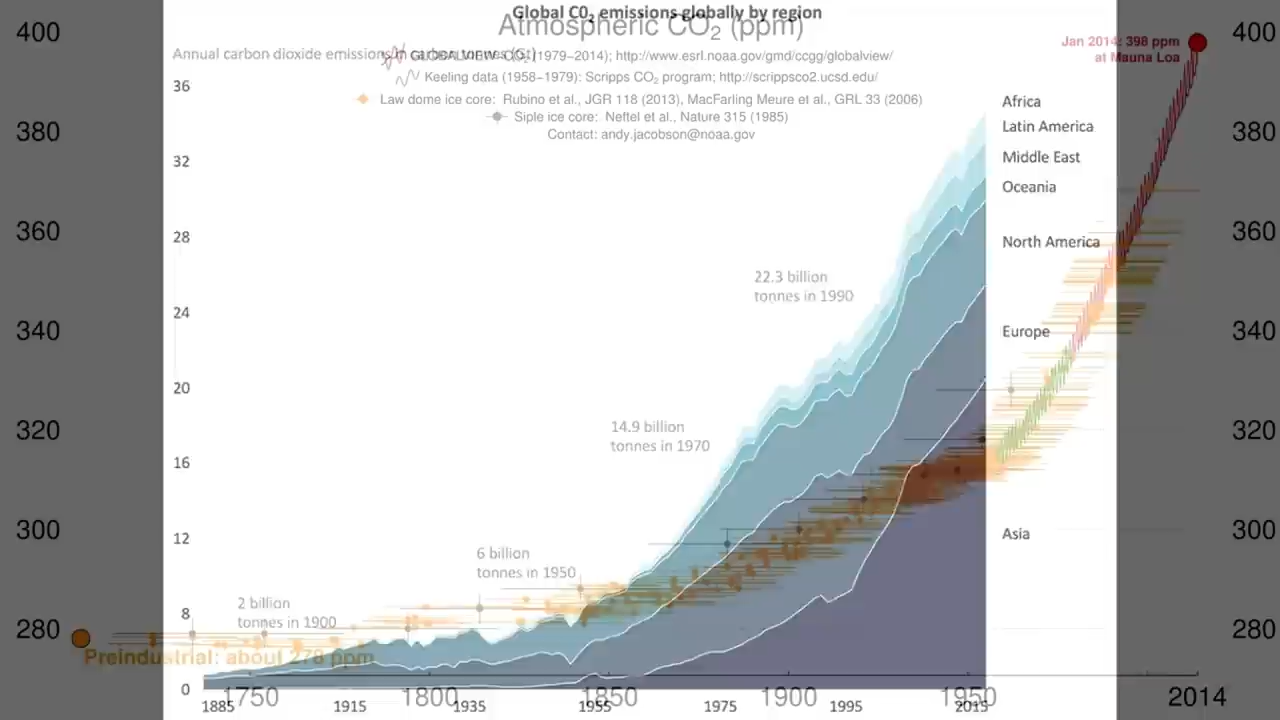 Global CO₂ emissions globally by region
Atmospheric CO₂ (ppm)
Annual carbon dioxide emissions in carbon tonnes (Gt)
GLOBALVIEW-CO₂ (1979–2014); http://www.esrl.noaa.gov/gmd/ccgg/globalview/
Keeling data (1958–1979): Scripps CO₂ program; http://scrippsco2.ucsd.edu/
Law dome ice core: Rubino et al., JGR 118 (2013), MacFarling Meure et al., GRL 33 (2006)
Siple ice core: Neftel et al., Nature 315 (1985)
Contact: andy.jacobson@noaa.gov
Jan 2014: 398 ppm
at Mauna Loa
400
380
360
340
320
300
280
36
32
28
24
20
16
12
8
0
22.3 billion
tonnes in 1990
14.9 billion
tonnes in 1970
6 billion
tonnes in 1950
2 billion
tonnes in 1900
Preindustrial: about 278 ppm
Africa
Latin America
Middle East
Oceania
North America
Europe
Asia
400
380
360
340
320
300
280
1750 1800 1850 1900 1950 2014
1885 1915 1935 1955 1975 1995 2015